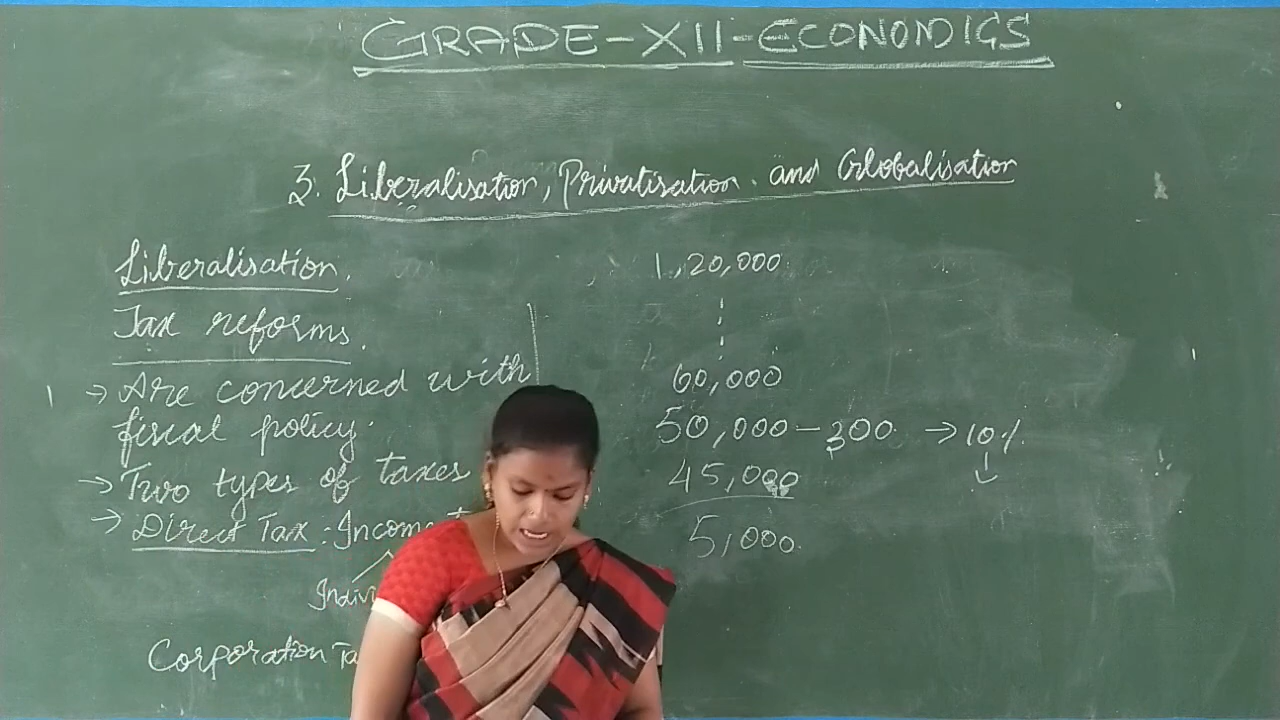 GRADE-XII-ECONOMICS
3. Liberalisation, Privatisation. and Globalisation
Liberalisation.
Tax reforms.
1 → Are concerned with
fiscal policy.
→ Two types of taxes
→ Direct Tax : Income
Corporation Ta
1,20,000
60,000
50,000 - 300 → 10%
45,000
5,000.